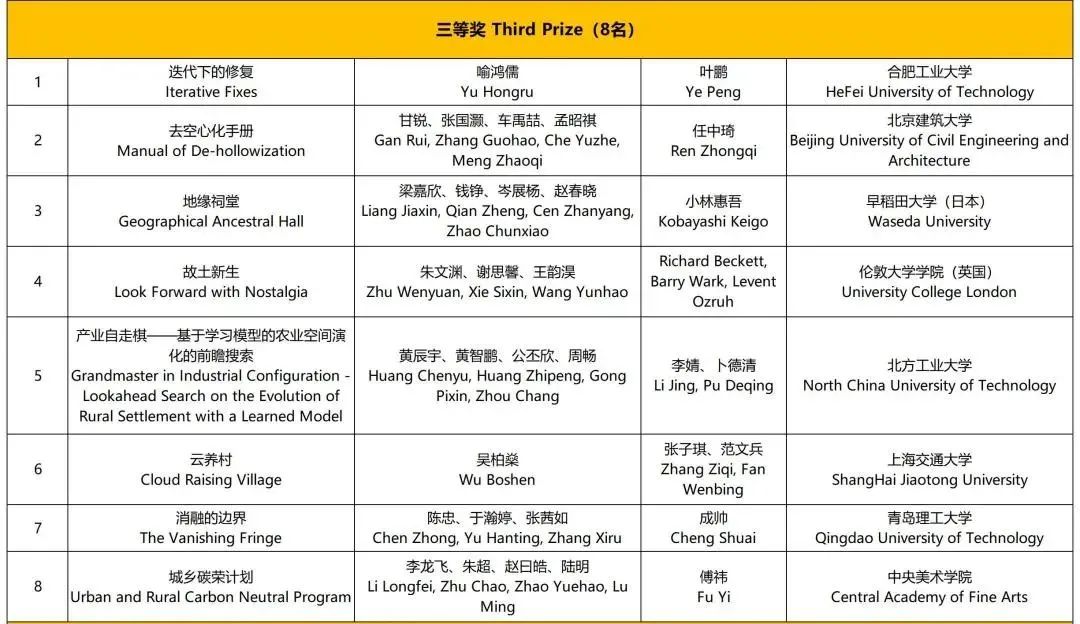 三等奖 Third Prize（8名）
1
迭代下的修复
Iterative Fixes
喻鸿儒
Yu Hongru
叶鹏
Ye Peng
合肥工业大学
HeFei University of Technology
2
去空心化手册
Manual of De-hollowization
甘锐、张国灏、车禹喆、孟昭祺
Gan Rui, Zhang Guohao, Che Yuzhe,
Meng Zhaoqi
任中琦
Ren Zhongqi
北京建筑大学
Beijing University of Civil Engineering and
Architecture
3
地缘祠堂
Geographical Ancestral Hall
梁嘉欣、钱铮、岑展杨、赵春晓
Liang Jiaxin, Qian Zheng, Cen Zhanyang,
Zhao Chunxiao
小林惠吾
Kobayashi Keigo
早稻田大学（日本）
Waseda University
4
故土新生
Look Forward with Nostalgia
朱文渊、谢思馨、王韵淏
Zhu Wenyuan, Xie Sixin, Wang Yunhao
Richard Beckett,
Barry Wark, Levent
Ozruh
伦敦大学学院（英国）
University College London
5
产业自走棋——基于学习模型的农业空间演
化的前瞻搜索
Grandmaster in Industrial Configuration -
Lookahead Search on the Evolution of
Rural Settlement with a Learned Model
黄辰宇、黄智鹏、公丕欣、周畅
Huang Chenyu, Huang Zhipeng, Gong
Pixin, Zhou Chang
李婧、卜德清
Li Jing, Pu Deqing
北方工业大学
North China University of Technology
6
云养村
Cloud Raising Village
吴柏燊
Wu Boshen
张子琪、范文兵
Zhang Ziqi, Fan
Wenbing
上海交通大学
ShangHai Jiaotong University
7
消融的边界
The Vanishing Fringe
陈忠、于瀚婷、张茜如
Chen Zhong, Yu Hanting, Zhang Xiru
成帅
Cheng Shuai
青岛理工大学
Qingdao University of Technology
8
城乡碳荣计划
Urban and Rural Carbon Neutral Program
李龙飞、朱超、赵曰皓、陆明
Li Longfei, Zhu Chao, Zhao Yuehao, Lu
Ming
傅祎
Fu Yi
中央美术学院
Central Academy of Fine Arts